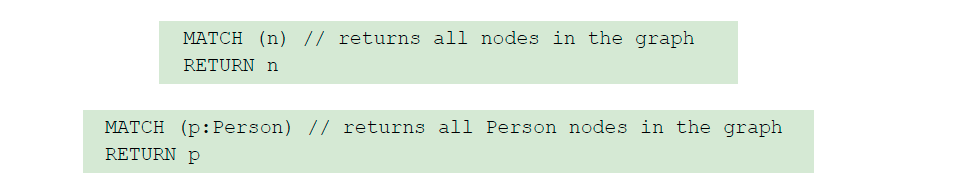 MATCH (n) // returns all nodes in the graph
RETURN n
MATCH (p:Person) // returns all Person nodes in the graph
RETURN p